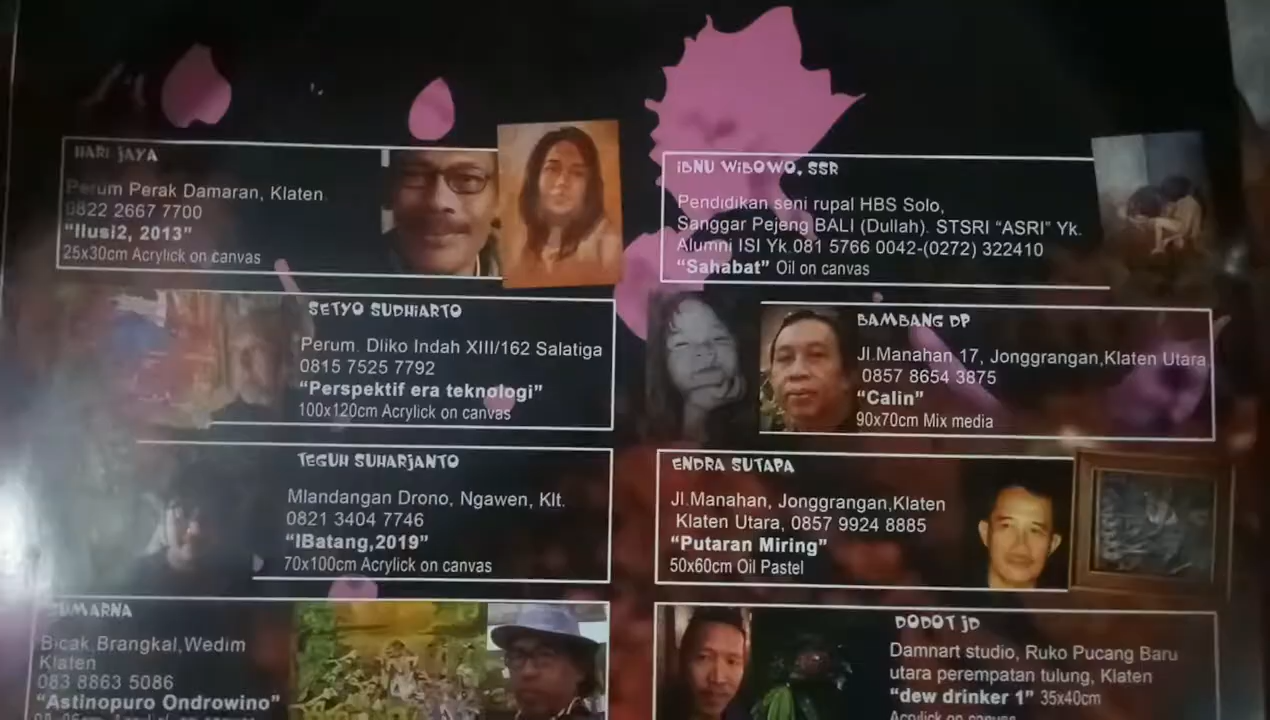 HARI JAYA
Perum Perak Damaran, Klaten
0822 2667 7700
“Ilusi2, 2013”
25x30cm Acrylick on canvas
SETYO SUDHIARTO
Perum. Dliko Indah XIII/162 Salatiga
0815 7525 7792
“Perspektif era teknologi”
100x120cm Acrylick on canvas
TEGUH SUHARJANTO
Mlandangan Drono, Ngawen, Klt.
0821 3404 7746
“IBatang,2019”
70x100cm Acrylick on canvas
SUMARNA
Bicak,Brangkal,Wedim
Klaten
083 8863 5086
“Astinopuro Ondrowino”
IBNU WIBOWO, SSR
Pendidikan seni rupal HBS Solo,
Sanggar Pejeng BALI (Dullah). STSRI “ASRI” Yk.
Alumni ISI Yk.081 5766 0042-(0272) 322410
“Sahabat” Oil on canvas
BAMBANG DP
Jl.Manahan 17, Jonggrangan,Klaten Utara
0857 8654 3875
“Calin”
90x70cm Mix media
ENDRA SUTAPA
Jl.Manahan, Jonggrangan,Klaten
Klaten Utara, 0857 9924 8885
“Putaran Miring”
50x60cm Oil Pastel
DODOT JD
Damnart studio, Ruko Pucang Baru
utara perempatan tulung, Klaten
“dew drinker 1” 35x40cm
Acrylick on canvas